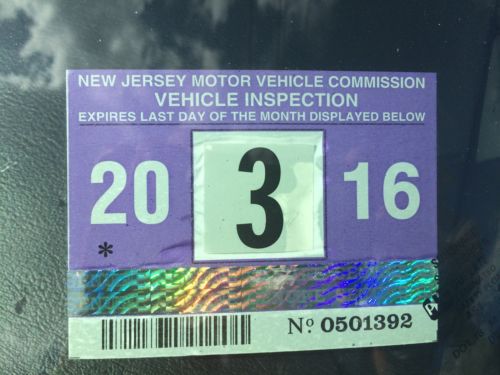 NEW JERSEY MOTOR VEHICLE COMMISSION
VEHICLE INSPECTION
EXPIRES LAST DAY OF THE MONTH DISPLAYED BELOW
20 3 16
*
Nº 0501392